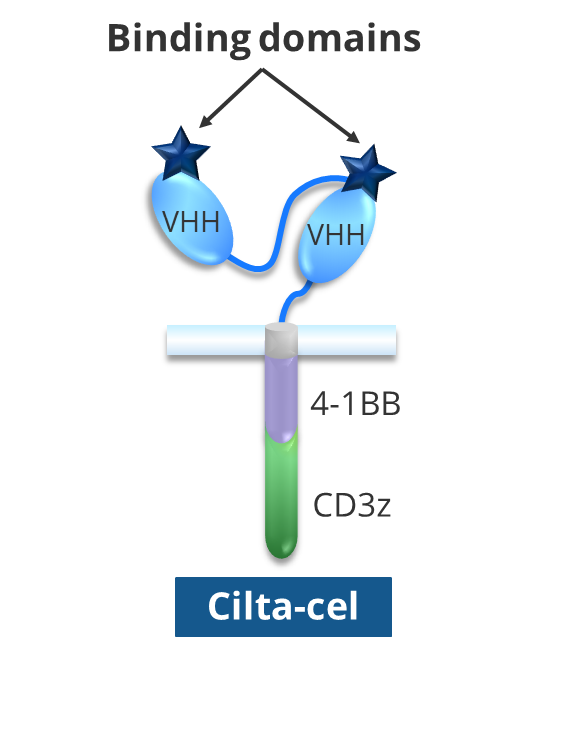 Binding domains
VHH
VHH
4-1BB
CD3z
Cilta-cel